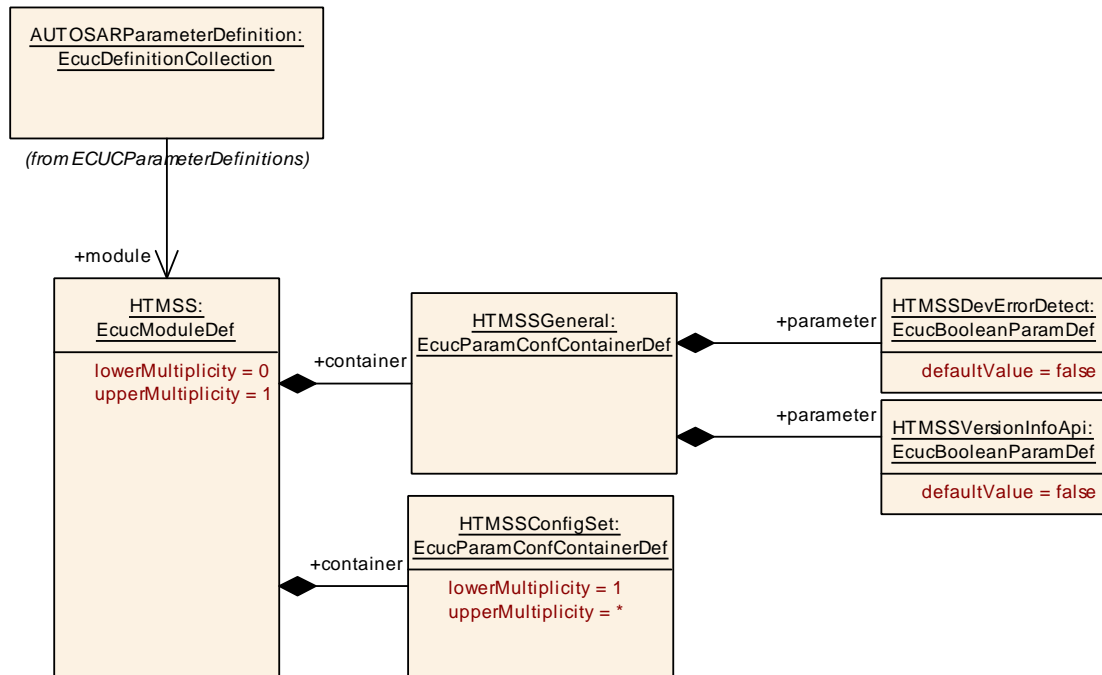 AUTOSARParameterDefinition:
EcucDefinitionCollection
(from ECUCParameterDefinitions)
+module
HTMSS:
EcucModuleDef
lowerMultiplicity = 0
upperMultiplicity = 1
+container
HTMSSGeneral:
EcucParamConfContainerDef
+parameter
HTMSSDevErrorDetect:
EcucBooleanParamDef
defaultValue = false
+parameter
HTMSSVersionInfoApi:
EcucBooleanParamDef
defaultValue = false
+container
HTMSSConfigSet:
EcucParamConfContainerDef
lowerMultiplicity = 1
upperMultiplicity = *